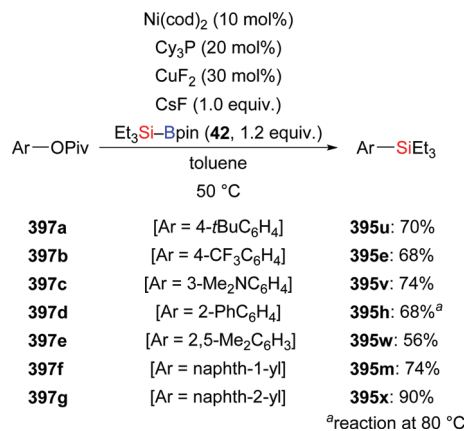 Ni(cod)₂ (10 mol%)
Cy₃P (20 mol%)
CuF₂ (30 mol%)
CsF (1.0 equiv.)
Et₃Si–Bpin (42, 1.2 equiv.)
Ar—OPiv
Ar—SiEt₃
toluene
50 °C
397a [Ar = 4-tBuC₆H₄] 395u: 70%
397b [Ar = 4-CF₃C₆H₄] 395e: 68%
397c [Ar = 3-Me₂NC₆H₄] 395v: 74%
397d [Ar = 2-PhC₆H₄] 395h: 68%ᵃ
397e [Ar = 2,5-Me₂C₆H₃] 395w: 56%
397f [Ar = naphth-1-yl] 395m: 74%
397g [Ar = naphth-2-yl] 395x: 90%
ᵃreaction at 80 °C